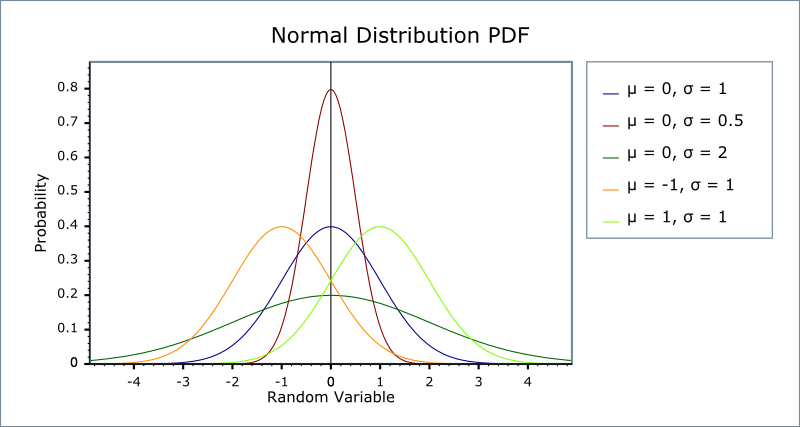 Normal Distribution PDF
Probability
0.8
0.7
0.6
0.5
0.4
0.3
0.2
0.1
0
-4 -3 -2 -1 0 1 2 3 4
Random Variable
μ = 0, σ = 1
μ = 0, σ = 0.5
μ = 0, σ = 2
μ = -1, σ = 1
μ = 1, σ = 1